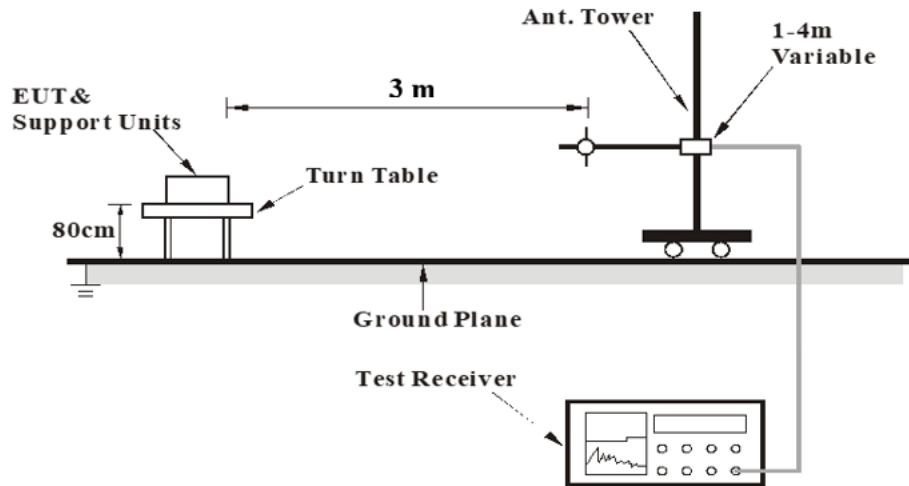 Ant. Tower
1-4m
Variable
EUT&
Support Units
3 m
Turn Table
80cm
Ground Plane
Test Receiver